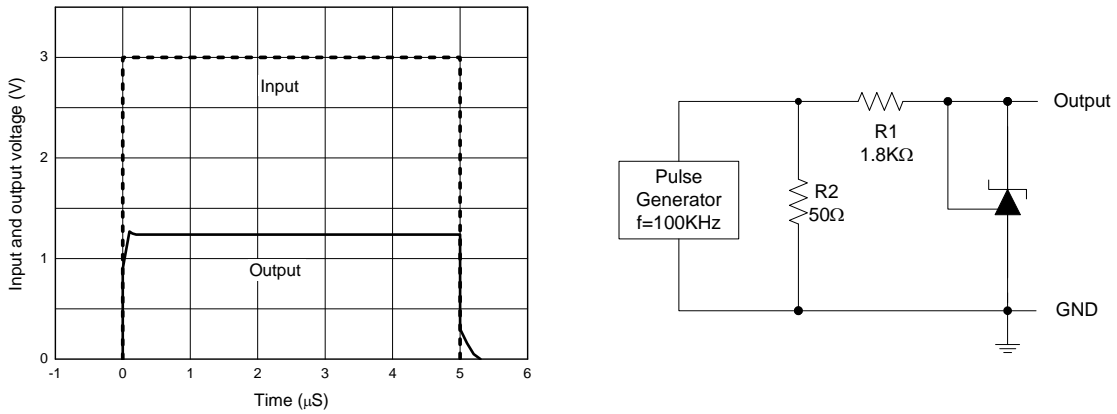 Input and output voltage (V)
3
2
1
0
Input
Output
-1 0 1 2 3 4 5 6
Time (μS)
Pulse
Generator
f=100KHz
R2
50Ω
R1
1.8KΩ
Output
GND